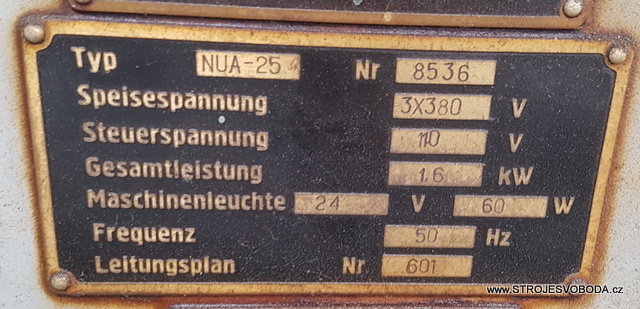 Typ NUA-25 Nr 8536
Speisespannung 3X380 V
Steuerspannung 110 V
Gesamtleistung 1.6 kW
Maschinenleuchte 24 V 60 W
Frequenz 50 Hz
Leitungsplan Nr 601
www.STROJESVOBODA.cz